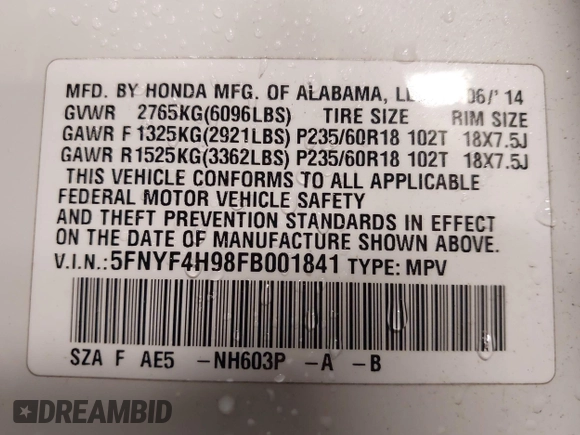 MFD. BY HONDA MFG. OF ALABAMA, 06/' 14
GVWR 2765KG(6096LBS) TIRE SIZE RIM SIZE
GAWR F 1325KG(2921LBS) P235/60R18 102T 18X7.5J
GAWR R1525KG(3362LBS) P235/60R18 102T 18X7.5J
THIS VEHICLE CONFORMS TO ALL APPLICABLE
FEDERAL MOTOR VEHICLE SAFETY
AND THEFT PREVENTION STANDARDS IN EFFECT
ON THE DATE OF MANUFACTURE SHOWN ABOVE.
V.I.N.: 5FNYF4H98FB001841 TYPE: MPV
SZA F AE5 -NH603P -A -B
DREAMBID